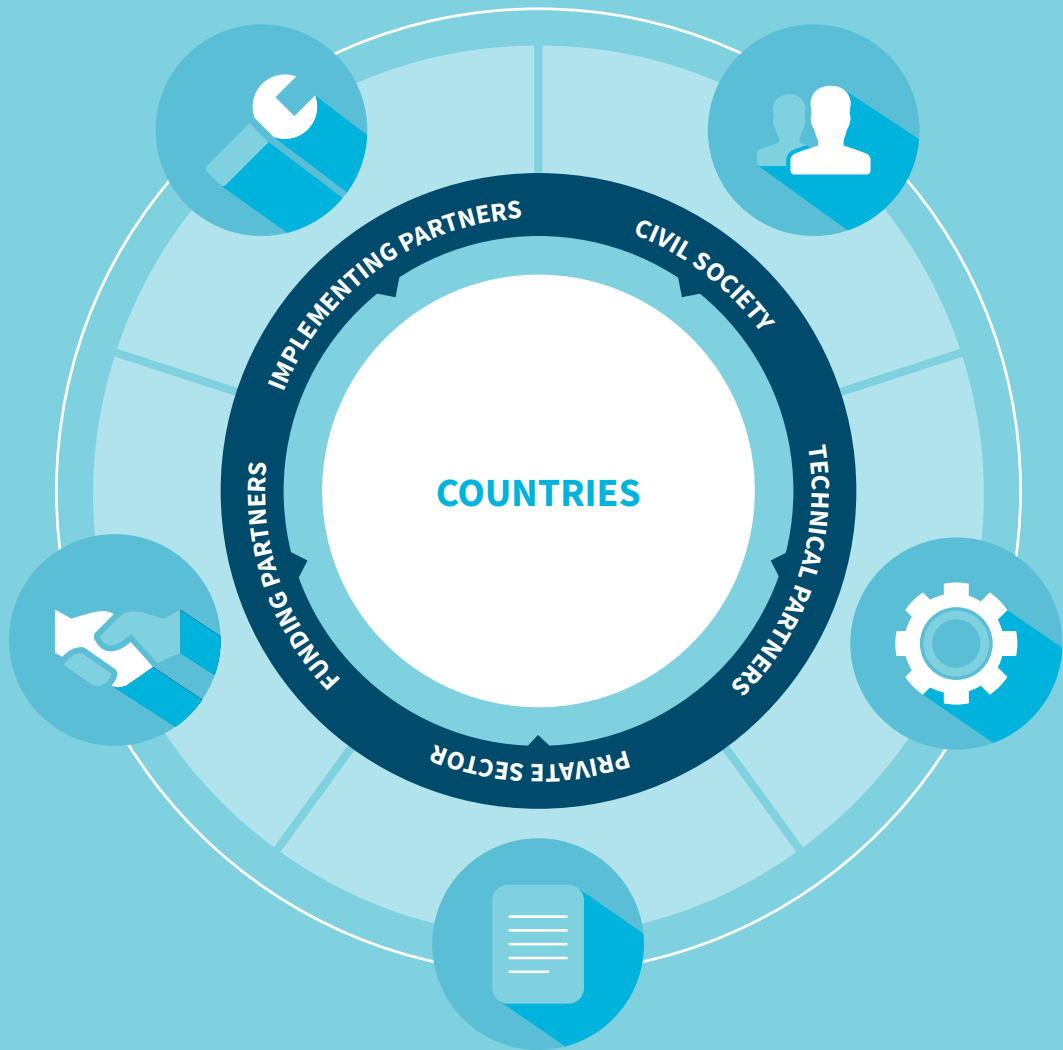 IMPLEMENTING PARTNERS
CIVIL SOCIETY
COUNTRIES
FUNDING PARTNERS
TECHNICAL PARTNERS
PRIVATE SECTOR